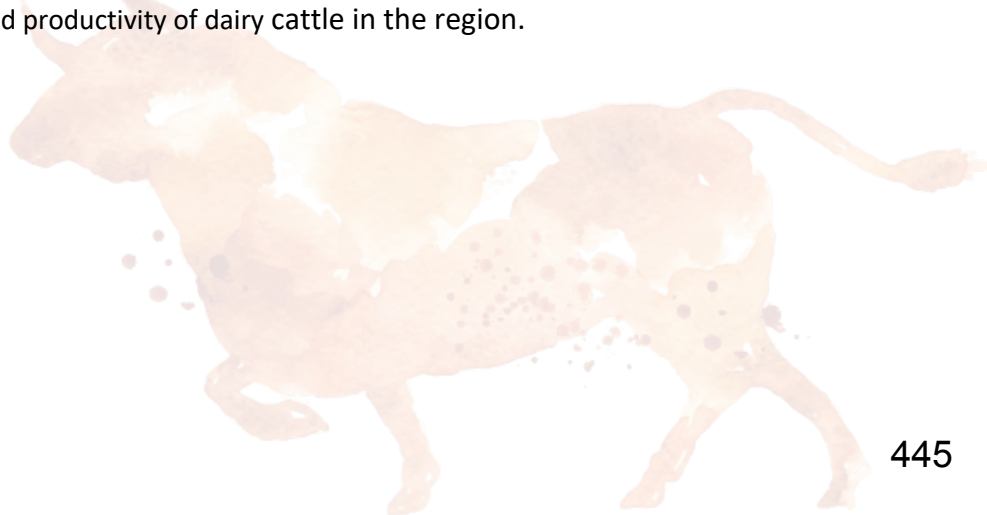 d productivity of dairy cattle in the region.
445